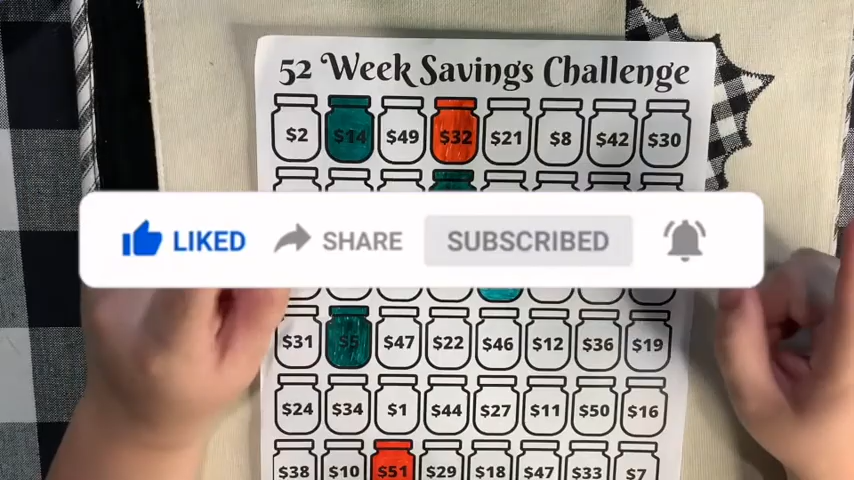 52 Week Savings Challenge
$2 $14 $49 $32 $21 $8 $42 $30
LIKED SHARE SUBSCRIBED
$31 $5 $47 $22 $46 $12 $36 $19
$24 $34 $1 $44 $27 $11 $50 $16
$38 $10 $51 $29 $18 $47 $33 $7